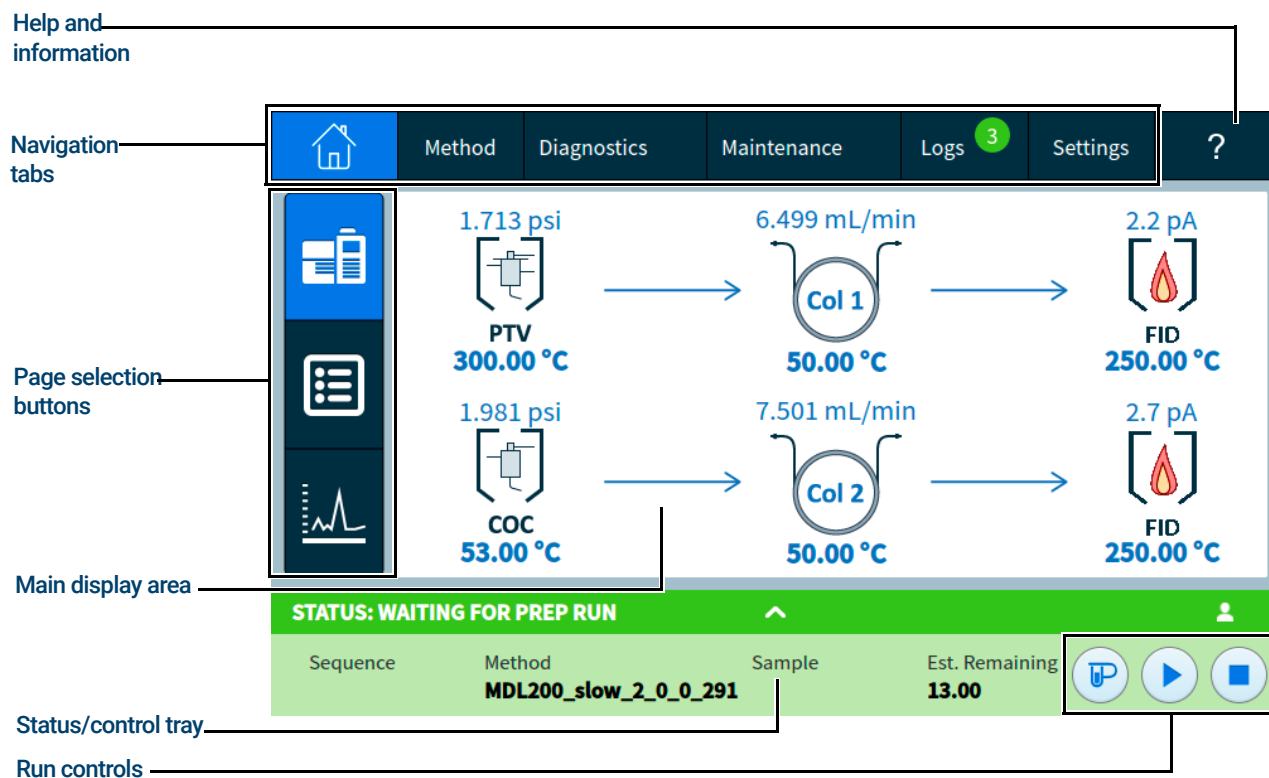 Help and
information
Navigation
tabs
Method Diagnostics Maintenance Logs 3 Settings ?
Page selection
buttons
1.713 psi 6.499 mL/min 2.2 pA
Col 1
PTV FID
300.00 °C 50.00 °C 250.00 °C
1.981 psi 7.501 mL/min 2.7 pA
Col 2
COC FID
53.00 °C 50.00 °C 250.00 °C
Main display area
STATUS: WAITING FOR PREP RUN
Sequence Method Sample Est. Remaining
MDL200_slow_2_0_0_291 13.00
Status/control tray
Run controls